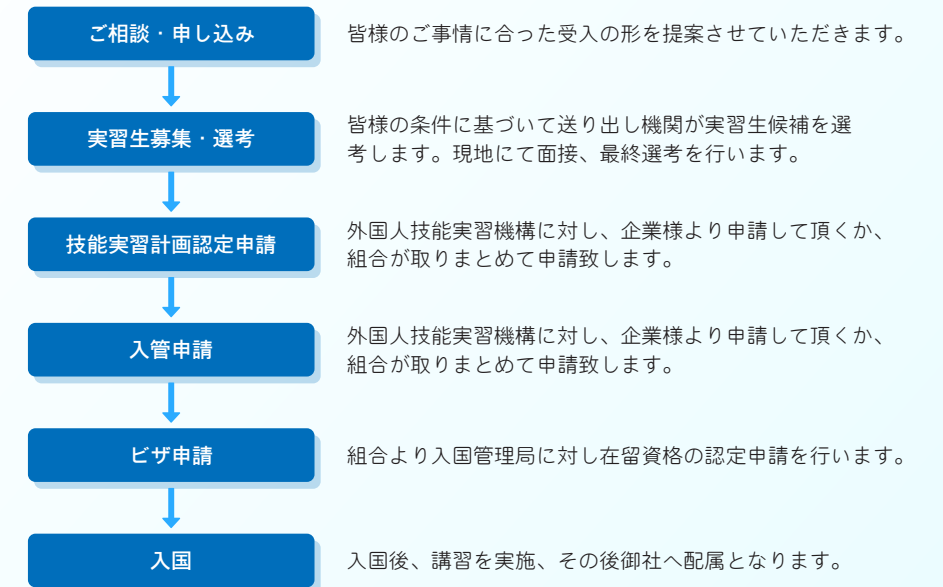 ご相談・申し込み
皆様のご事情に合った受入の形を提案させていただきます。
実習生募集・選考
皆様の条件に基づいて送り出し機関が実習生候補を選
考します。現地にて面接、最終選考を行います。
技能実習計画認定申請
外国人技能実習機構に対し、企業様より申請して頂くか、
組合が取りまとめて申請致します。
入管申請
外国人技能実習機構に対し、企業様より申請して頂くか、
組合が取りまとめて申請致します。
ビザ申請
組合より入国管理局に対し在留資格の認定申請を行います。
入国
入国後、講習を実施、その後御社へ配属となります。